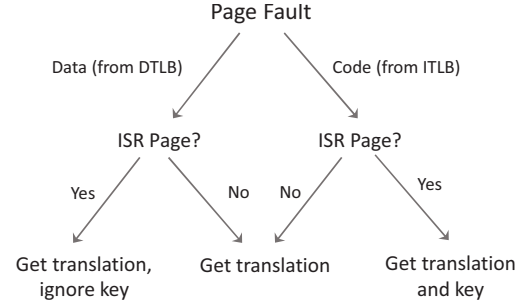 Page Fault
Data (from DTLB)
Code (from ITLB)
ISR Page?
ISR Page?
Yes
No
No
Yes
Get translation,
ignore key
Get translation
Get translation
and key